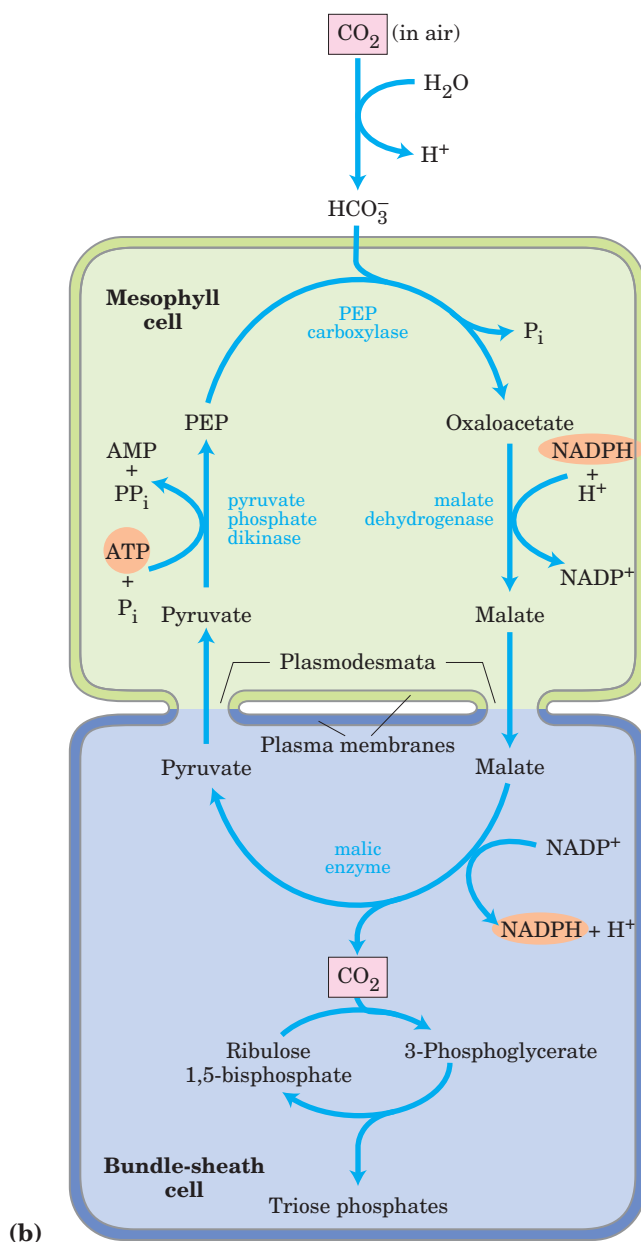 CO₂ (in air)
H₂O
H⁺
HCO₃⁻
Mesophyll
cell
PEP
carboxylase
Pᵢ
PEP
Oxaloacetate
AMP
+
PPᵢ
NADPH
+
H⁺
pyruvate
phosphate
dikinase
malate
dehydrogenase
ATP
+
Pᵢ
NADP⁺
Pyruvate
Malate
Plasmodesmata
Plasma membranes
Pyruvate
Malate
malic
enzyme
NADP⁺
NADPH + H⁺
CO₂
Ribulose
1,5-bisphosphate
3-Phosphoglycerate
Bundle-sheath
cell
Triose phosphates
(b)